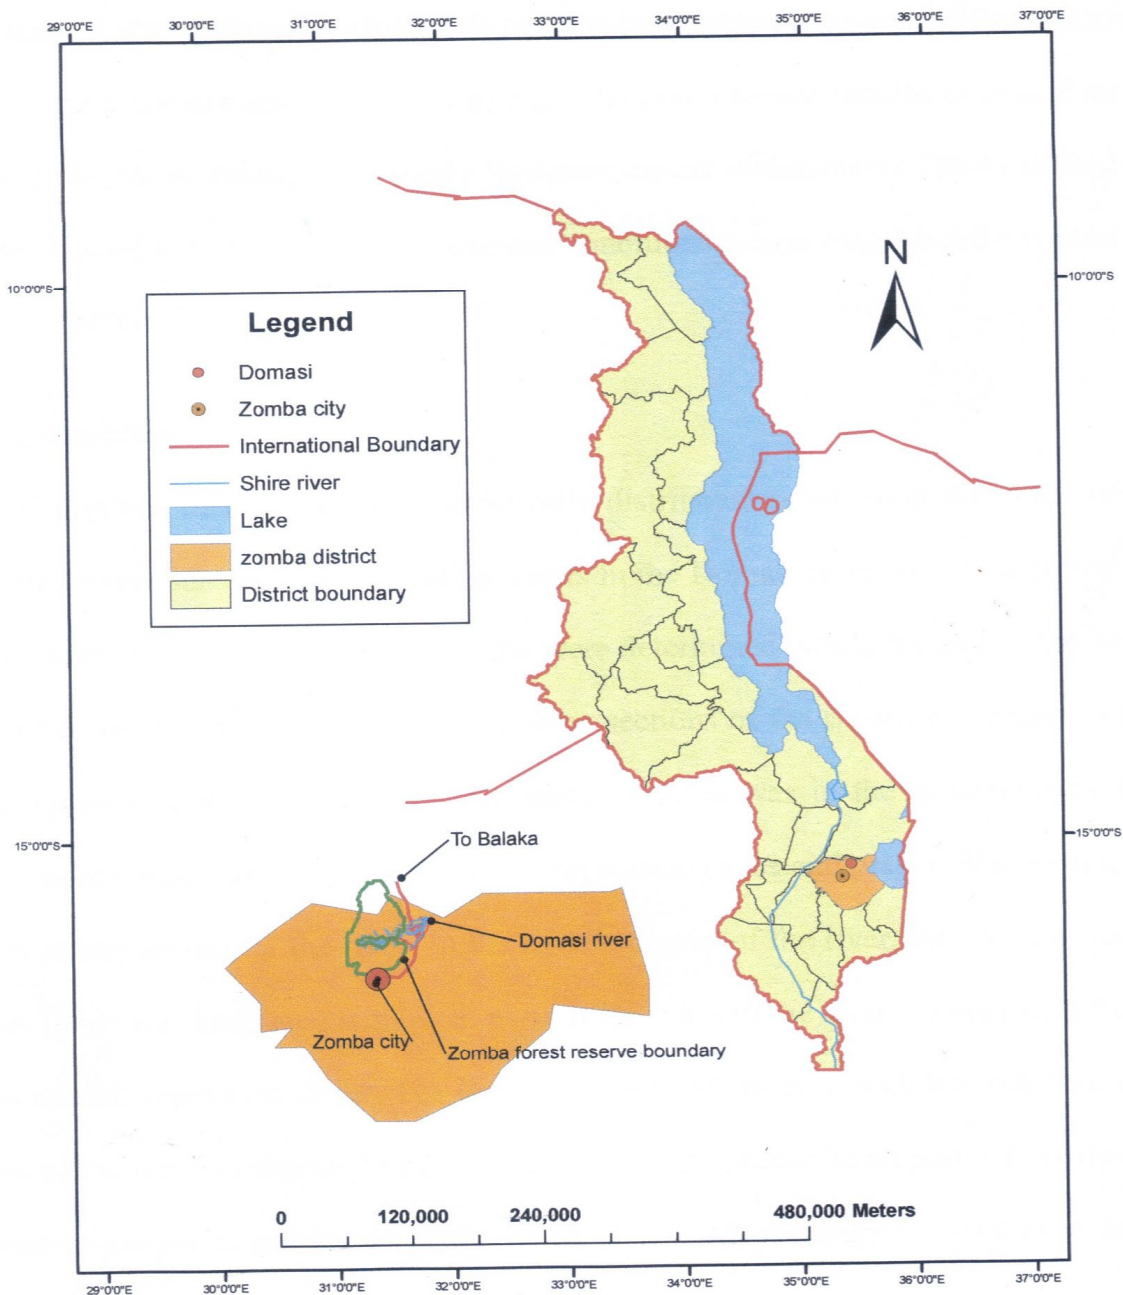 29°0'0"E 30°0'0"E 31°0'0"E 32°0'0"E 33°0'0"E 34°0'0"E 35°0'0"E 36°0'0"E 37°0'0"E
N
10°0'0"S 10°0'0"S
Legend
Domasi
Zomba city
International Boundary
Shire river
Lake
zomba district
District boundary
15°0'0"S 15°0'0"S
To Balaka
Domasi river
Zomba city
Zomba forest reserve boundary
0 120,000 240,000 480,000 Meters
29°0'0"E 30°0'0"E 31°0'0"E 32°0'0"E 33°0'0"E 34°0'0"E 35°0'0"E 36°0'0"E 37°0'0"E